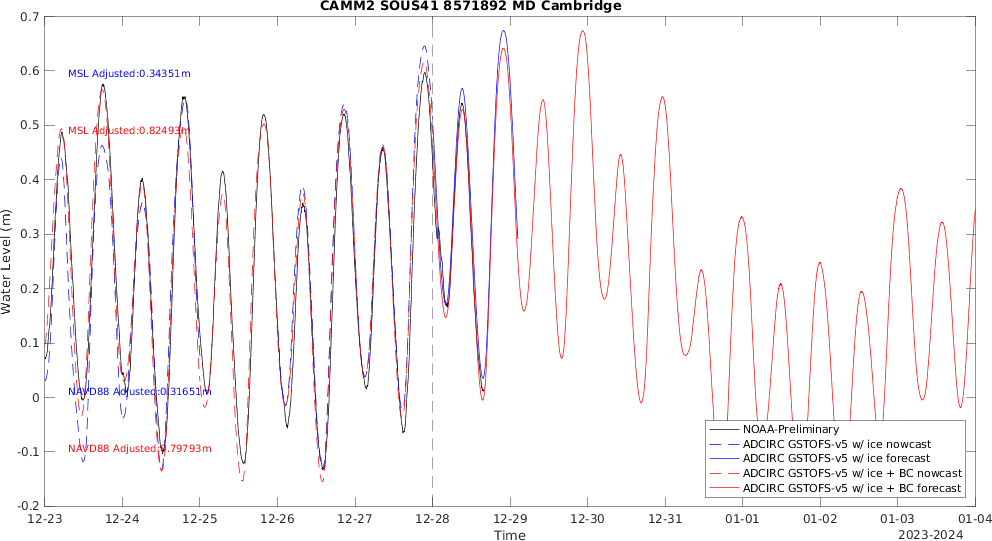 CAMM2 SOUS41 8571892 MD Cambridge
0.7
0.6
0.5
0.4
0.3
0.2
0.1
0
-0.1
-0.2
Water Level (m)
MSL Adjusted:0.34351m
MSL Adjusted:0.82493m
NAVD88 Adjusted:0.31651m
NAVD88 Adjusted:0.79793m
NOAA-Preliminary
ADCIRC GSTOFS-v5 w/ ice nowcast
ADCIRC GSTOFS-v5 w/ ice forecast
ADCIRC GSTOFS-v5 w/ ice + BC nowcast
ADCIRC GSTOFS-v5 w/ ice + BC forecast
12-23 12-24 12-25 12-26 12-27 12-28 12-29 12-30 12-31 01-01 01-02 01-03 01-04
Time
2023-2024